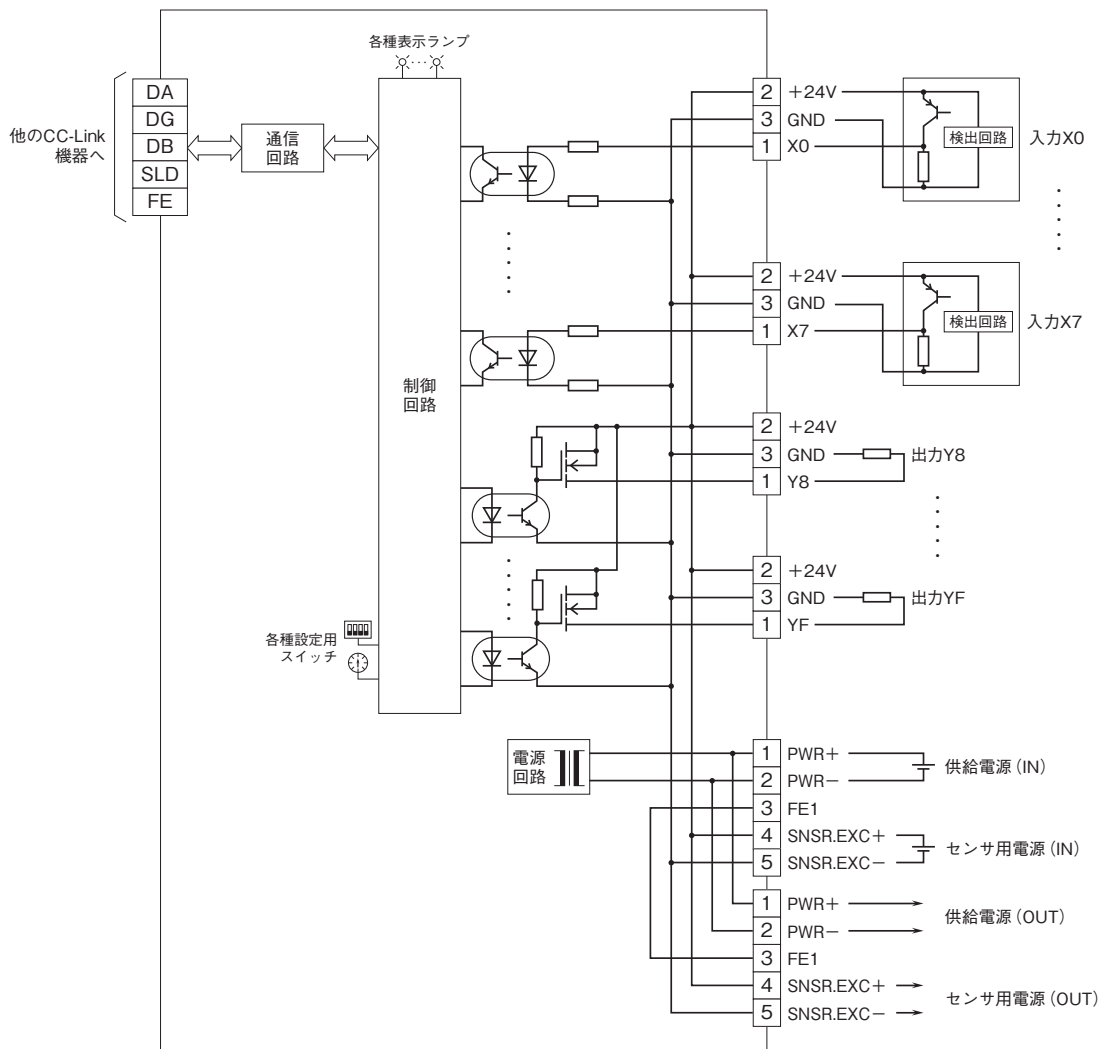 各種表示ランプ
他のCC-Link
機器へ
DA
DG
DB
SLD
FE
通信
回路
制御
回路
各種設定用
スイッチ
電源
回路
2 +24V
3 GND
1 X0
検出回路
入力X0
2 +24V
3 GND
1 X7
検出回路
入力X7
2 +24V
3 GND
1 Y8
出力Y8
2 +24V
3 GND
1 YF
出力YF
1 PWR+
2 PWR−
3 FE1
4 SNSR.EXC+
5 SNSR.EXC−
供給電源(IN)
センサ用電源(IN)
1 PWR+
2 PWR−
3 FE1
4 SNSR.EXC+
5 SNSR.EXC−
供給電源(OUT)
センサ用電源(OUT)